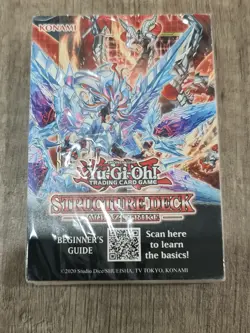 KONAMI
Yu-Gi-Oh!
TRADING CARD GAME
STRUCTURE DECK
BEGINNER'S
GUIDE
Scan here
to learn
the basics!
©2020 Studio Dice/SHUEISHA, TV TOKYO, KONAMI